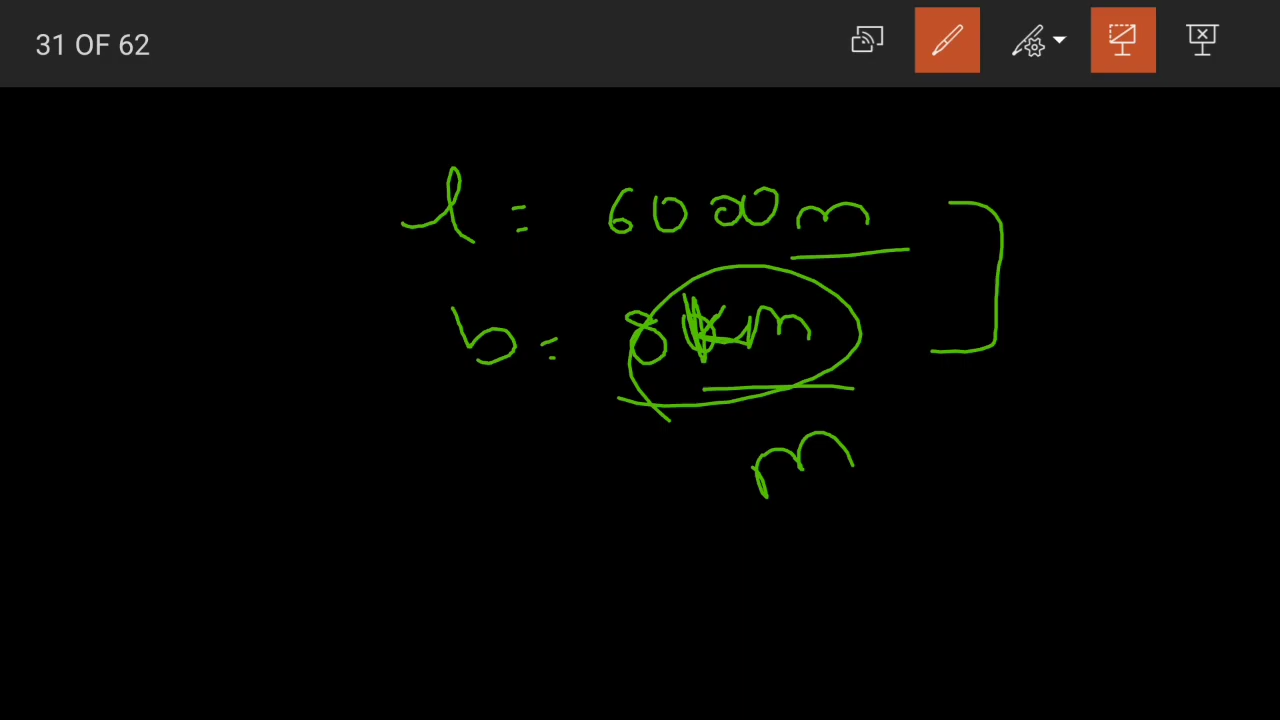 31 OF 62
l = 6000m
b = 8km
m